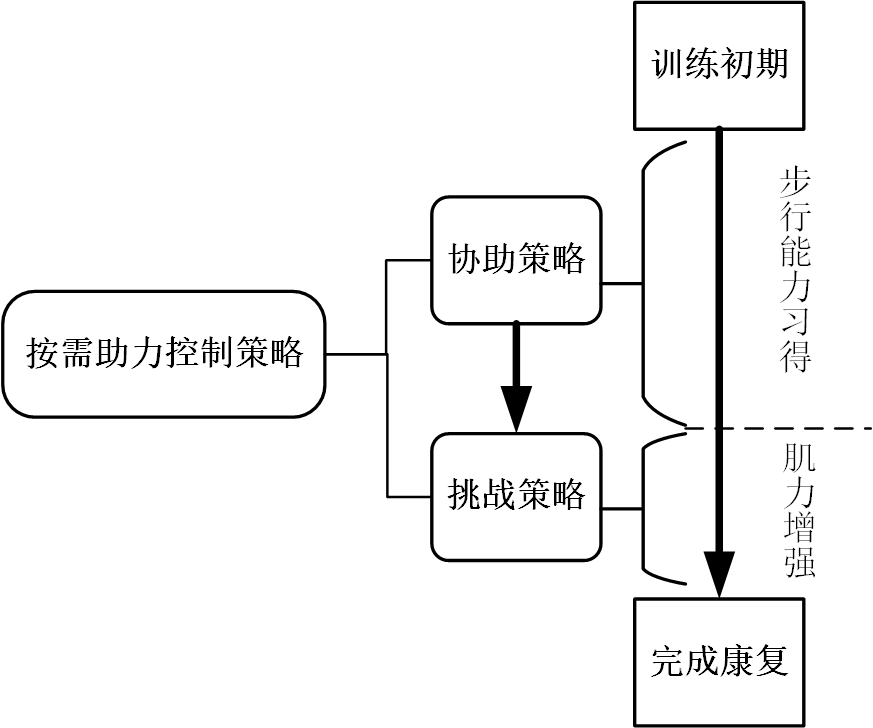 训练初期
步行能力习得
协助策略
按需助力控制策略
挑战策略
肌力增强
完成康复